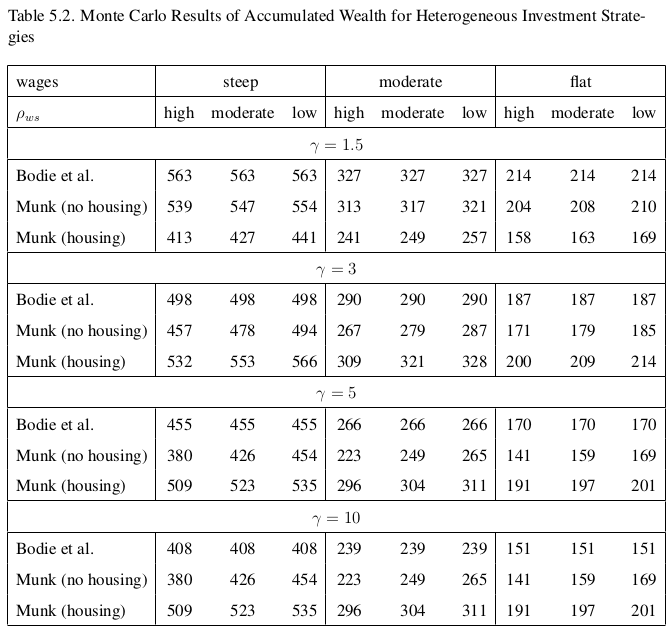 Table 5.2. Monte Carlo Results of Accumulated Wealth for Heterogeneous Investment Strate-
gies
wages steep moderate flat
ρws high moderate low high moderate low high moderate low
γ = 1.5
Bodie et al. 563 563 563 327 327 327 214 214 214
Munk (no housing) 539 547 554 313 317 321 204 208 210
Munk (housing) 413 427 441 241 249 257 158 163 169
γ = 3
Bodie et al. 498 498 498 290 290 290 187 187 187
Munk (no housing) 457 478 494 267 279 287 171 179 185
Munk (housing) 532 553 566 309 321 328 200 209 214
γ = 5
Bodie et al. 455 455 455 266 266 266 170 170 170
Munk (no housing) 380 426 454 223 249 265 141 159 169
Munk (housing) 509 523 535 296 304 311 191 197 201
γ = 10
Bodie et al. 408 408 408 239 239 239 151 151 151
Munk (no housing) 380 426 454 223 249 265 141 159 169
Munk (housing) 509 523 535 296 304 311 191 197 201